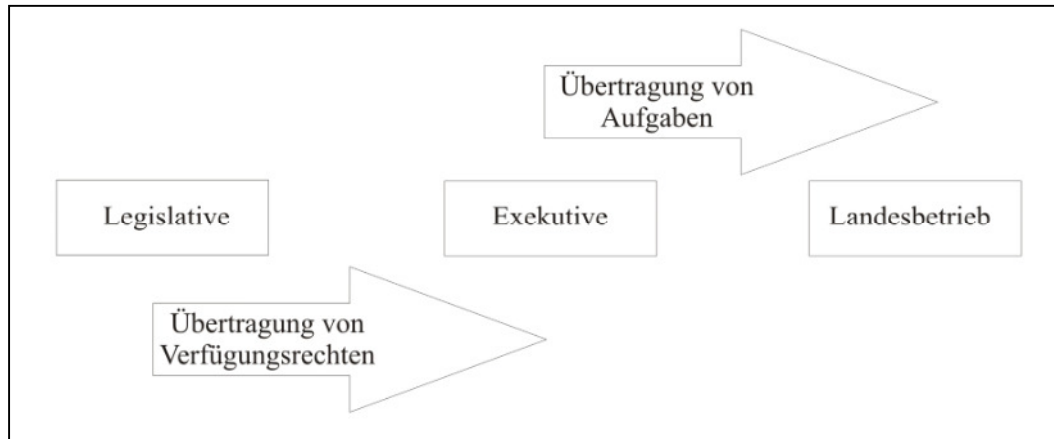 Übertragung von
Aufgaben
Legislative
Exekutive
Landesbetrieb
Übertragung von
Verfügungsrechten